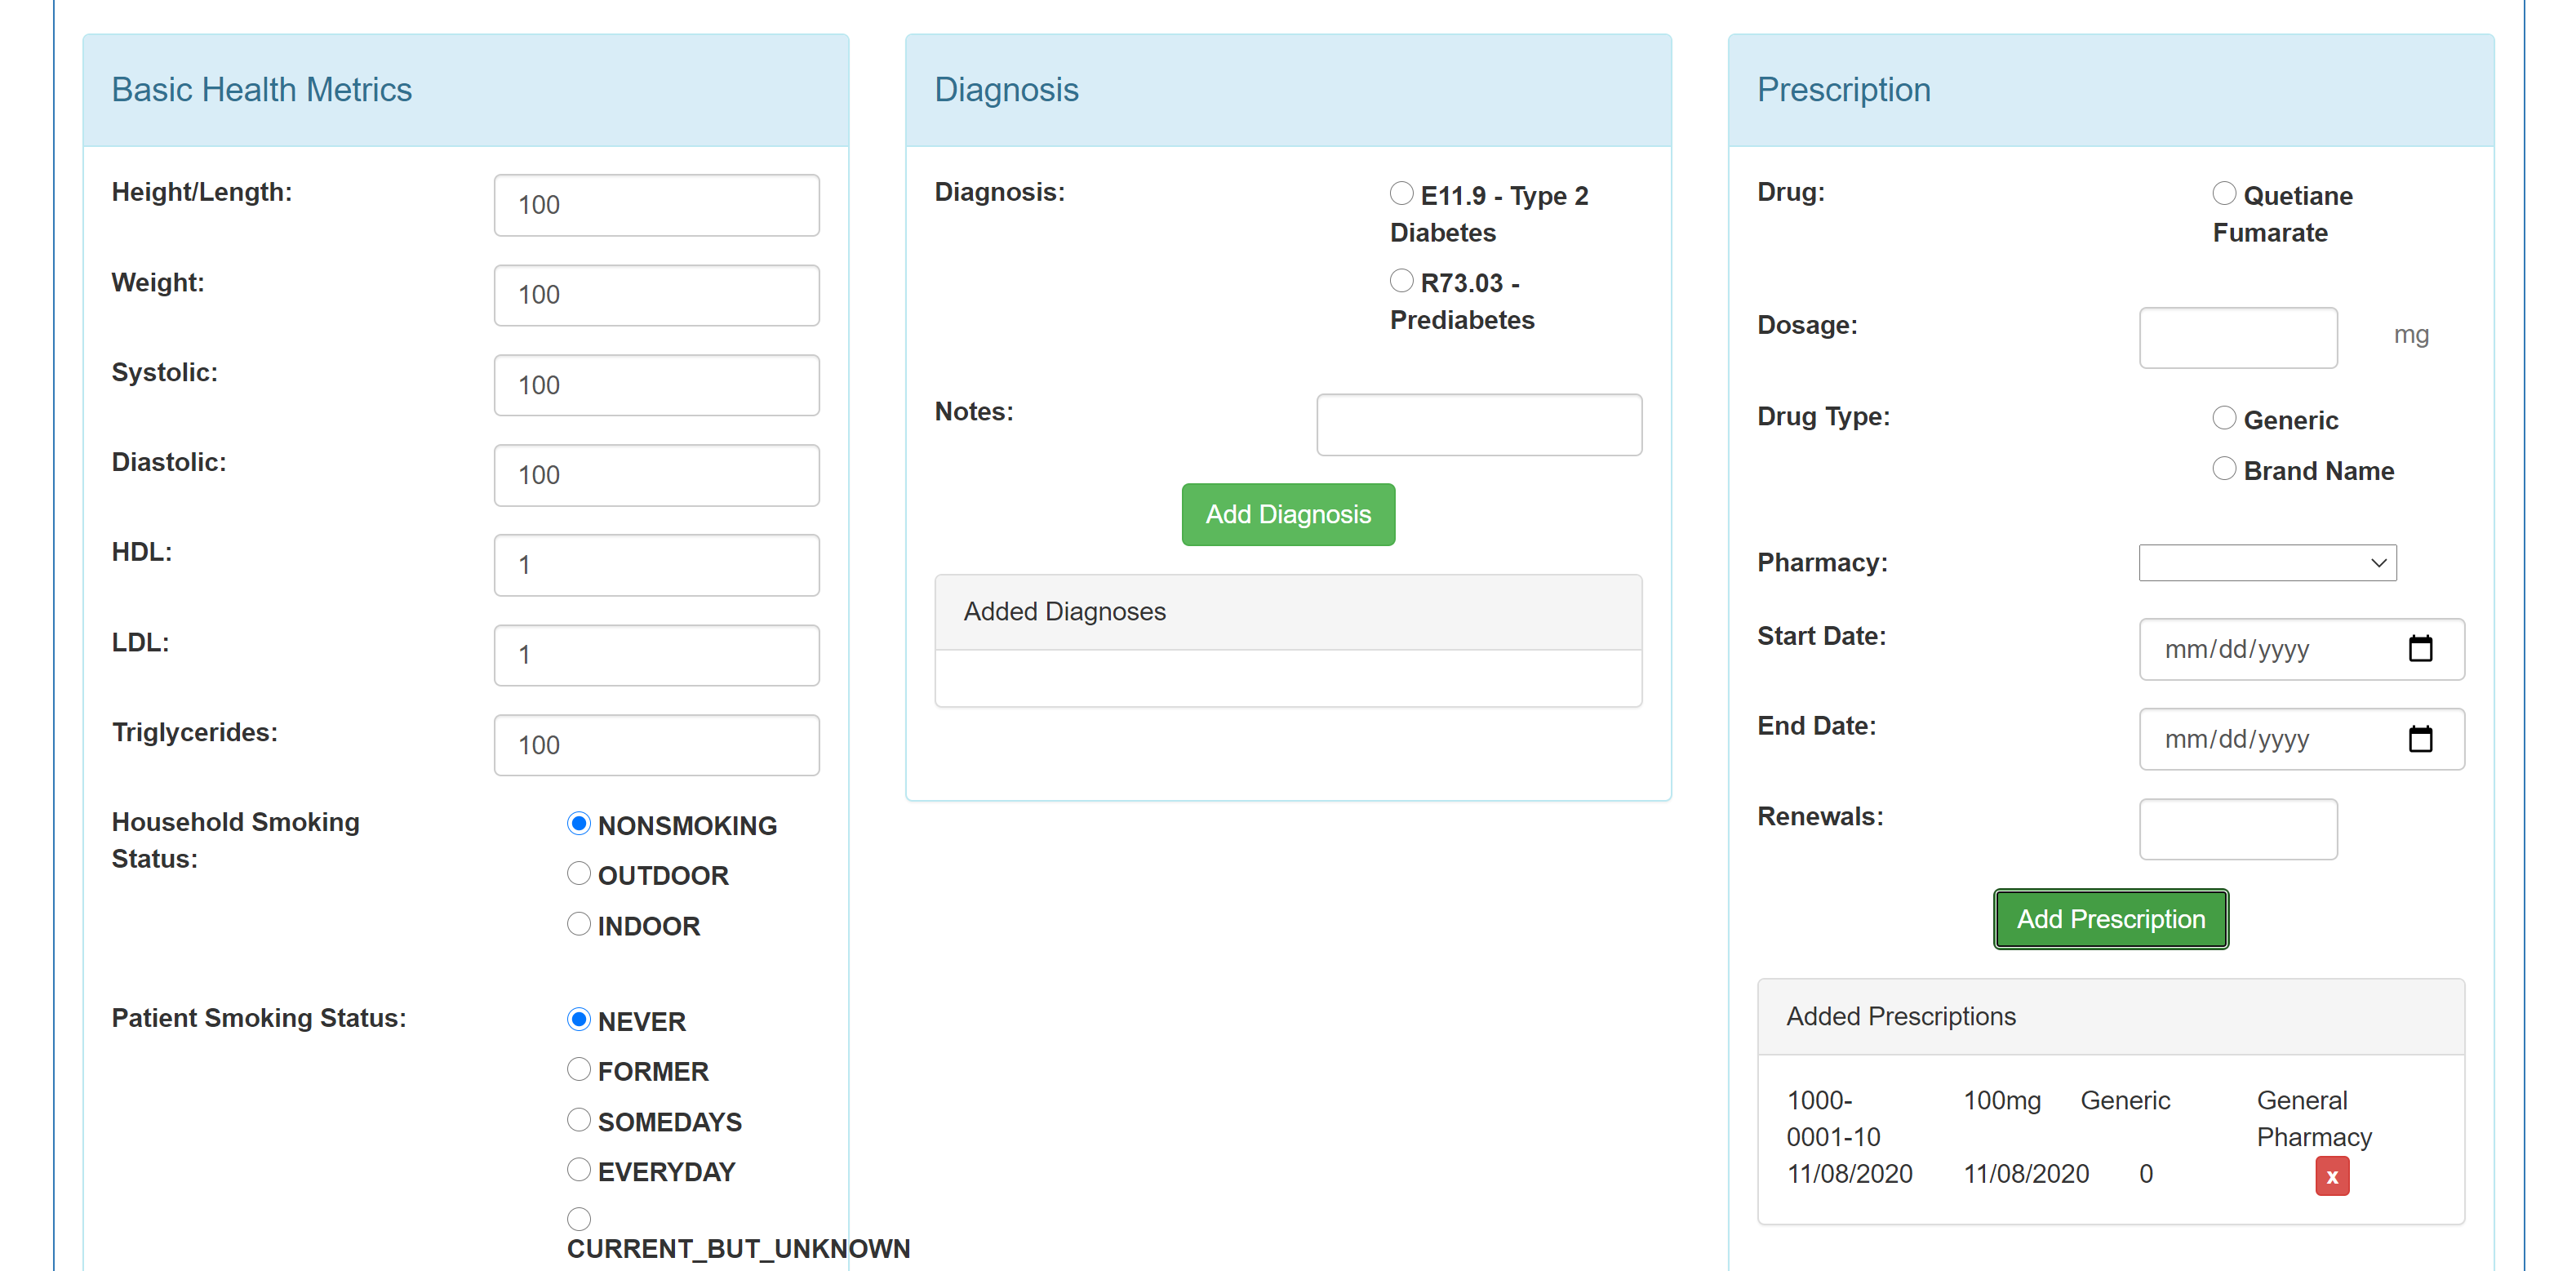 Basic Health Metrics
Height/Length:
100
Weight:
100
Systolic:
100
Diastolic:
100
HDL:
1
LDL:
1
Triglycerides:
100
Household Smoking
Status:
NONSMOKING
OUTDOOR
INDOOR
Patient Smoking Status:
NEVER
FORMER
SOMEDAYS
EVERYDAY
CURRENT_BUT_UNKNOWN
Diagnosis
Diagnosis:
E11.9 - Type 2
Diabetes
R73.03 -
Prediabetes
Notes:
Add Diagnosis
Added Diagnoses
Prescription
Drug:
Quetiane
Fumarate
Dosage:
mg
Drug Type:
Generic
Brand Name
Pharmacy:
Start Date:
mm/dd/yyyy
End Date:
mm/dd/yyyy
Renewals:
Add Prescription
Added Prescriptions
1000- 100mg Generic General
0001-10 Pharmacy
11/08/2020 11/08/2020 0 x